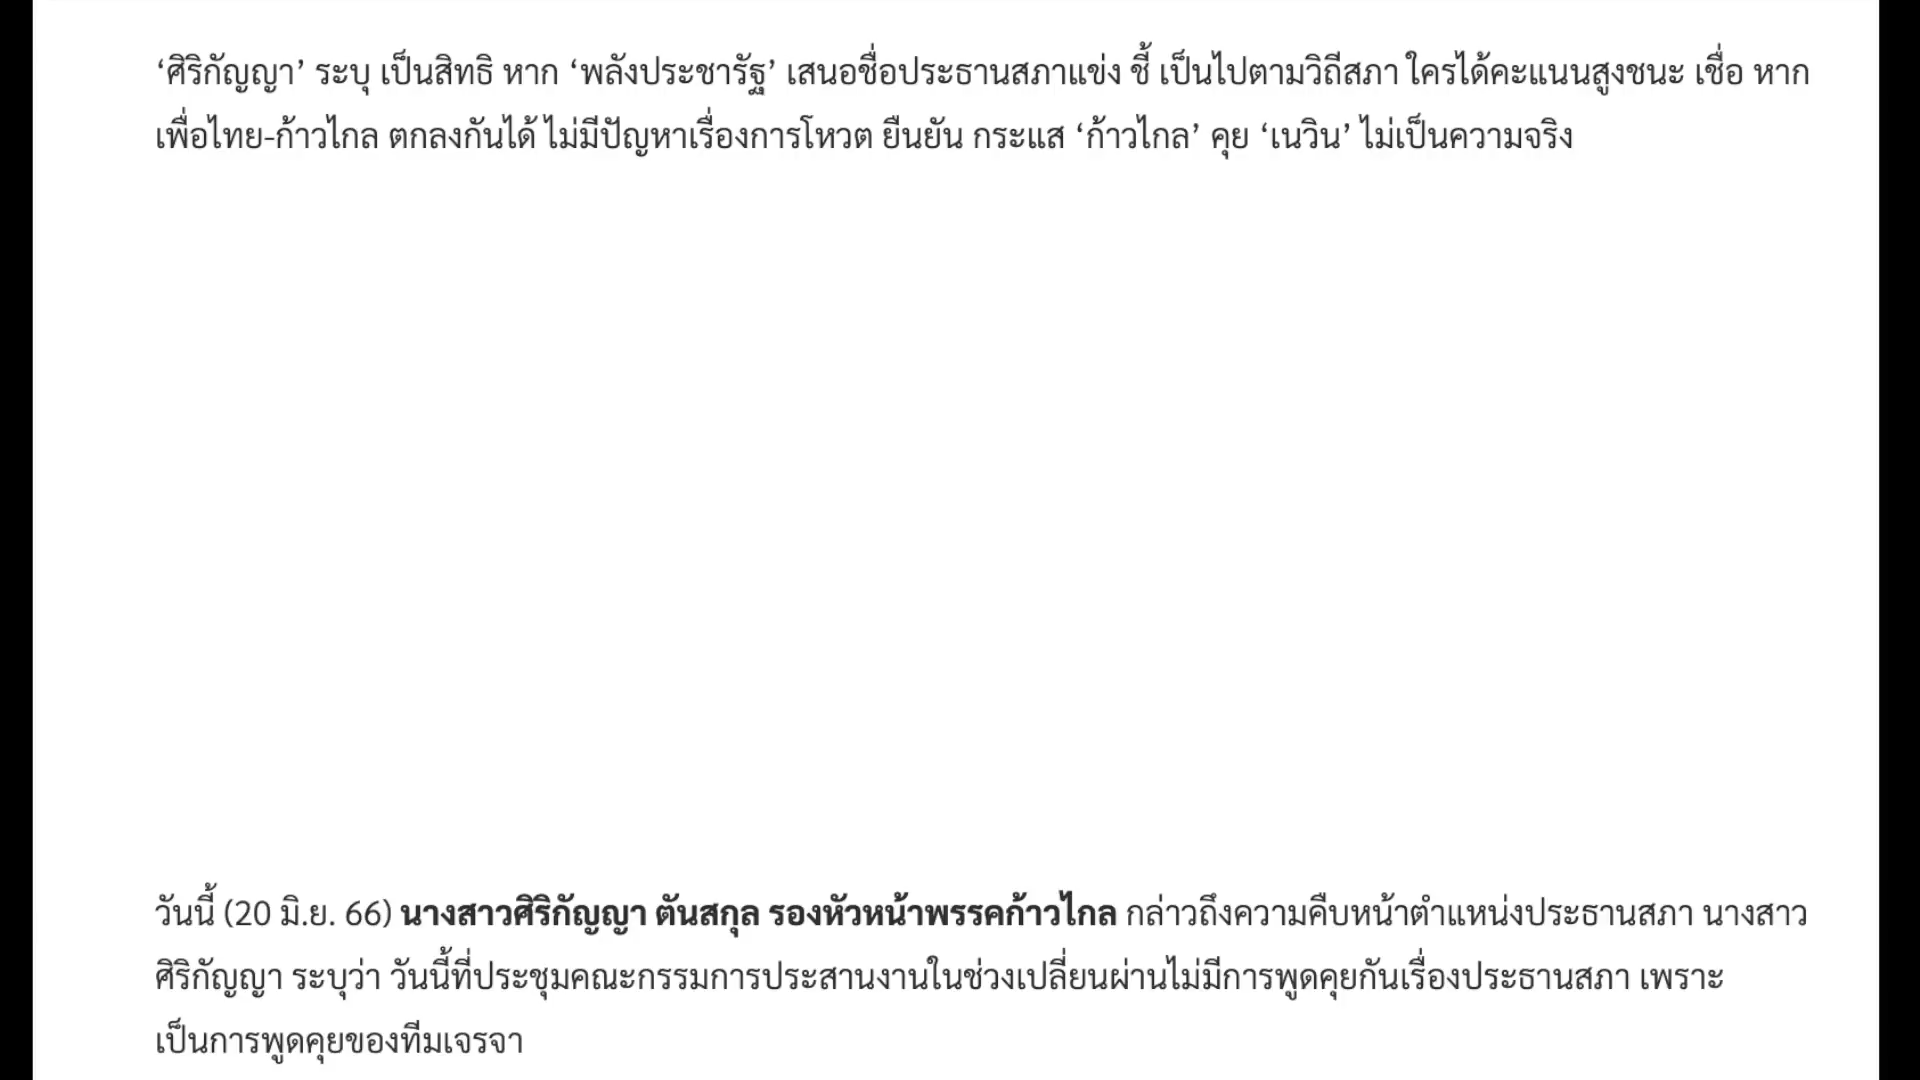 ‘ศิริกัญญา’ ระบุ เป็นสิทธิ หาก ‘พลังประชารัฐ’ เสนอชื่อประธานสภาแข่ง ชี้ เป็นไปตามวิถีสภา ใครได้คะแนนสูงชนะ เชื่อ หาก
เพื่อไทย-ก้าวไกล ตกลงกันได้ ไม่มีปัญหาเรื่องการโหวต ยืนยัน กระแส ‘ก้าวไกล’ คุย ‘เนวิน’ ไม่เป็นความจริง
วันนี้ (20 มิ.ย. 66) นางสาวศิริกัญญา ตันสกุล รองหัวหน้าพรรคก้าวไกล กล่าวถึงความคืบหน้าตำแหน่งประธานสภา นางสาว
ศิริกัญญา ระบุว่า วันนี้ที่ประชุมคณะกรรมการประสานงานในช่วงเปลี่ยนผ่านไม่มีการพูดคุยกันเรื่องประธานสภา เพราะ
เป็นการพูดคุยของทีมเจรจา